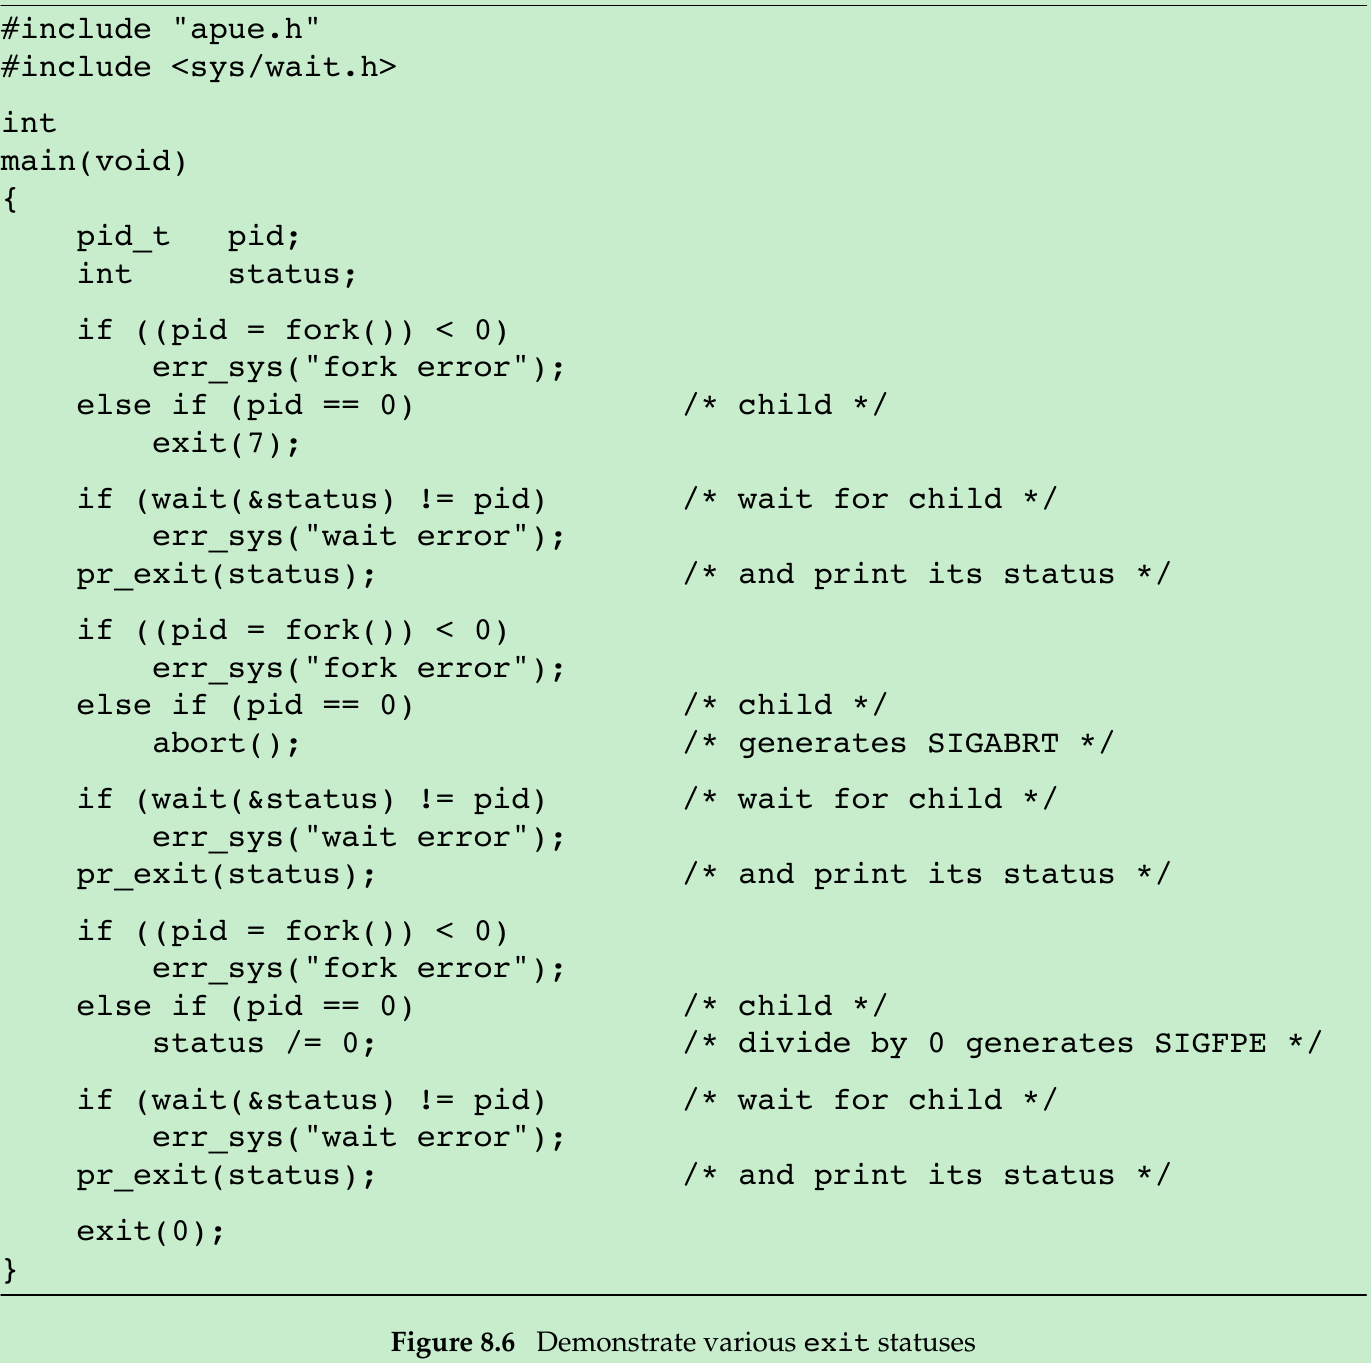 #include "apue.h"
#include <sys/wait.h>
int
main(void)
{
    pid_t   pid;
    int     status;
    if ((pid = fork()) < 0)
        err_sys("fork error");
    else if (pid == 0)              /* child */
        exit(7);
    if (wait(&status) != pid)       /* wait for child */
        err_sys("wait error");
    pr_exit(status);                /* and print its status */
    if ((pid = fork()) < 0)
        err_sys("fork error");
    else if (pid == 0)              /* child */
        abort();                    /* generates SIGABRT */
    if (wait(&status) != pid)       /* wait for child */
        err_sys("wait error");
    pr_exit(status);                /* and print its status */
    if ((pid = fork()) < 0)
        err_sys("fork error");
    else if (pid == 0)              /* child */
        status /= 0;                /* divide by 0 generates SIGFPE */
    if (wait(&status) != pid)       /* wait for child */
        err_sys("wait error");
    pr_exit(status);                /* and print its status */
    exit(0);
}
Figure 8.6 Demonstrate various exit statuses